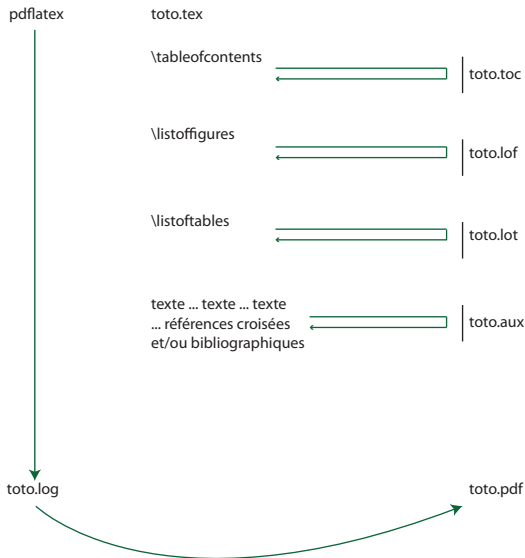 pdflatex toto.tex
\tableofcontents
toto.toc
\listoffigures
toto.lof
\listoftables
toto.lot
texte ... texte ... texte
... références croisées
et/ou bibliographiques
toto.aux
toto.log toto.pdf